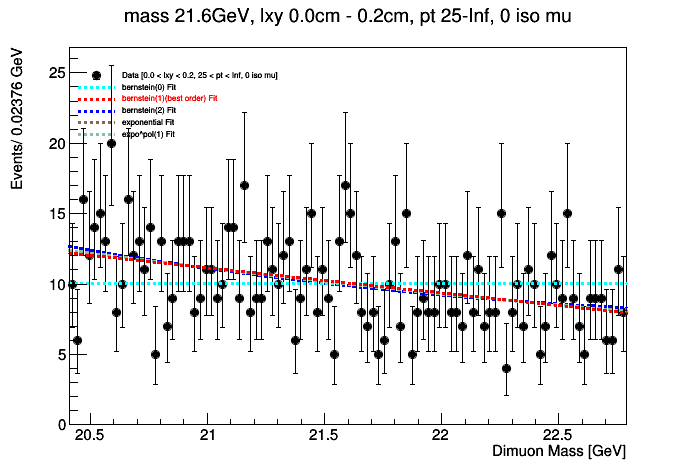 mass 21.6GeV, lxy 0.0cm - 0.2cm, pt 25-Inf, 0 iso mu
Events/ 0.02376 GeV
25
20
15
10
5
0
Data [0.0 < lxy < 0.2, 25 < pt < Inf, 0 iso mu]
bernstein(0) Fit
bernstein(1)(best order) Fit
bernstein(2) Fit
exponential Fit
expo*pol(1) Fit
20.5 21 21.5 22 22.5
Dimuon Mass [GeV]